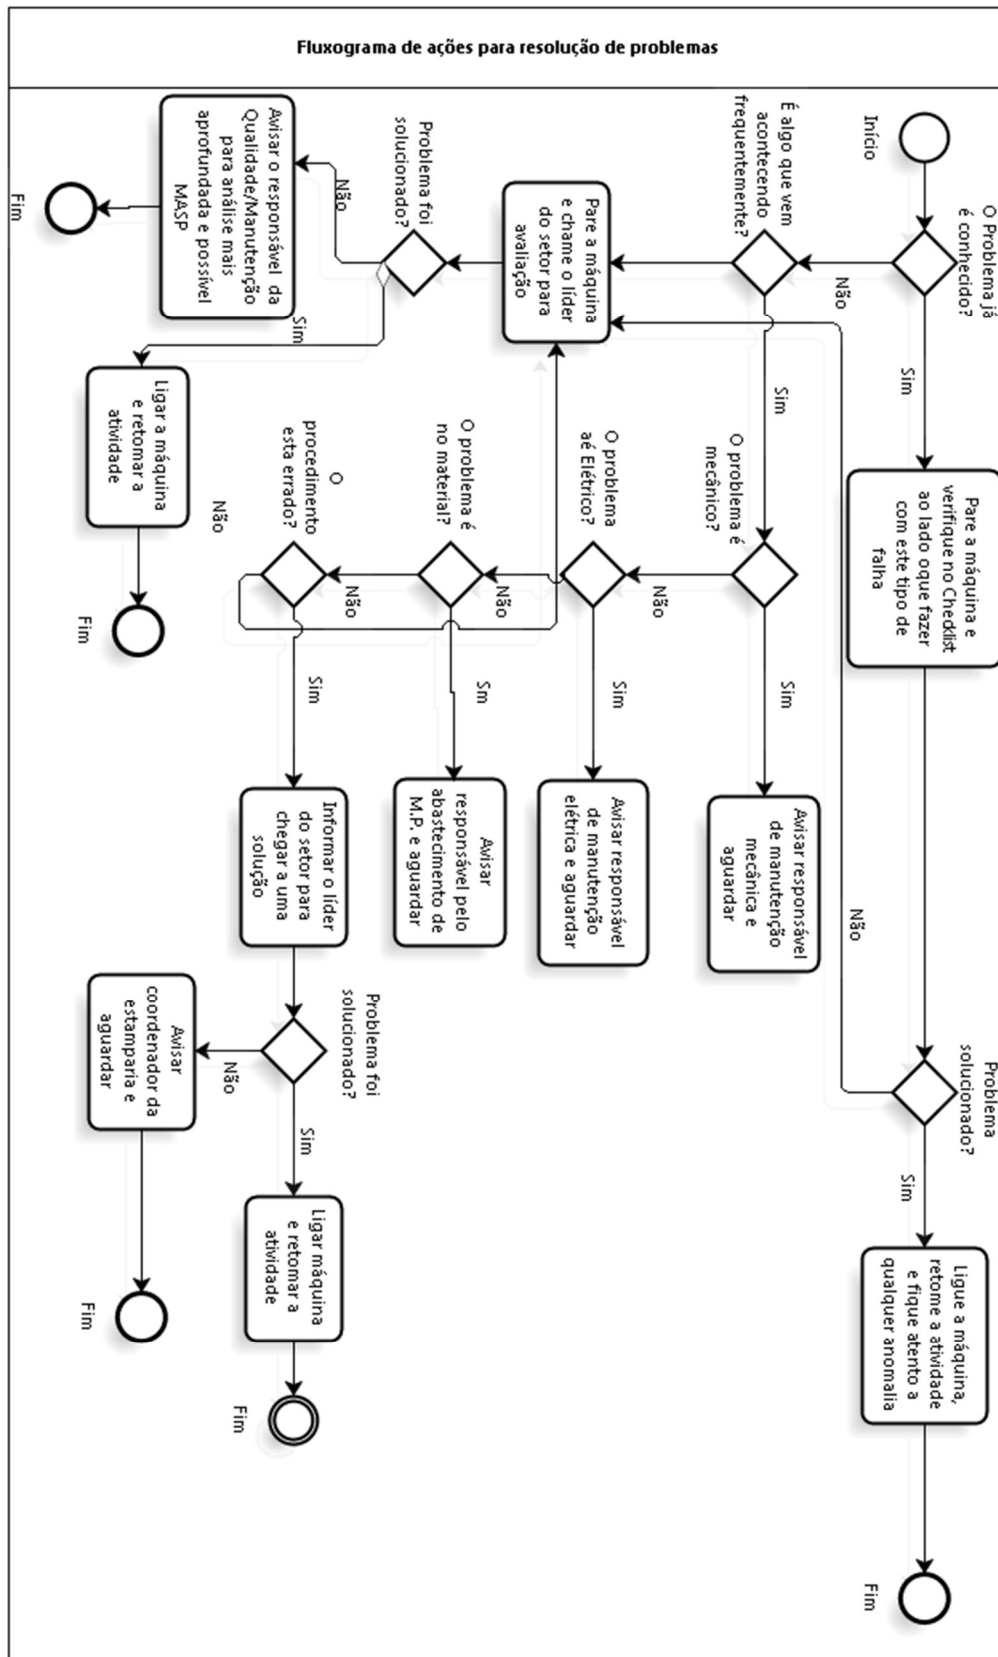 Fluxograma de ações para resolução de problemas
Início
O Problema já
é conhecido?
Sim
Pare a máquina e
verifique no Checklist
ao lado oque fazer
com este tipo de
falha
Problema
solucionado?
Sim
Ligue a máquina,
retome a atividade
e fique atento a
qualquer anomalia
Fim
Não
Não
É algo que vem
acontecendo
frequentemente?
Sim
O problema é
mecânico?
Sim
Avisar responsável
de manutenção
mecânica e
aguardar
Não
Pare a máquina
e chame o líder
do setor para
avaliação
O problema
aé Elétrico?
Sim
Avisar responsável
de manutenção
elétrica e aguardar
Não
Problema foi
solucionado?
Não
Sim
O problema é
no material?
Sm
Avisar
responsável pelo
abastecimento de
M.P. e aguardar
Não
O
procedimento
esta errado?
Não
Sim
Informar o líder
do setor para
chegar a uma
solução
Problema foi
solucionado?
Sim
Ligar máquina
e retomar a
atividade
Fim
Não
Avisar
coordenador da
estamparia e
aguardar
Fim
Avisar o responsável da
Qualidade/Manutenção
para análise mais
aprofundada e possível
MASP
Fim
Ligar a máquina
e retomar a
atividade
Fim